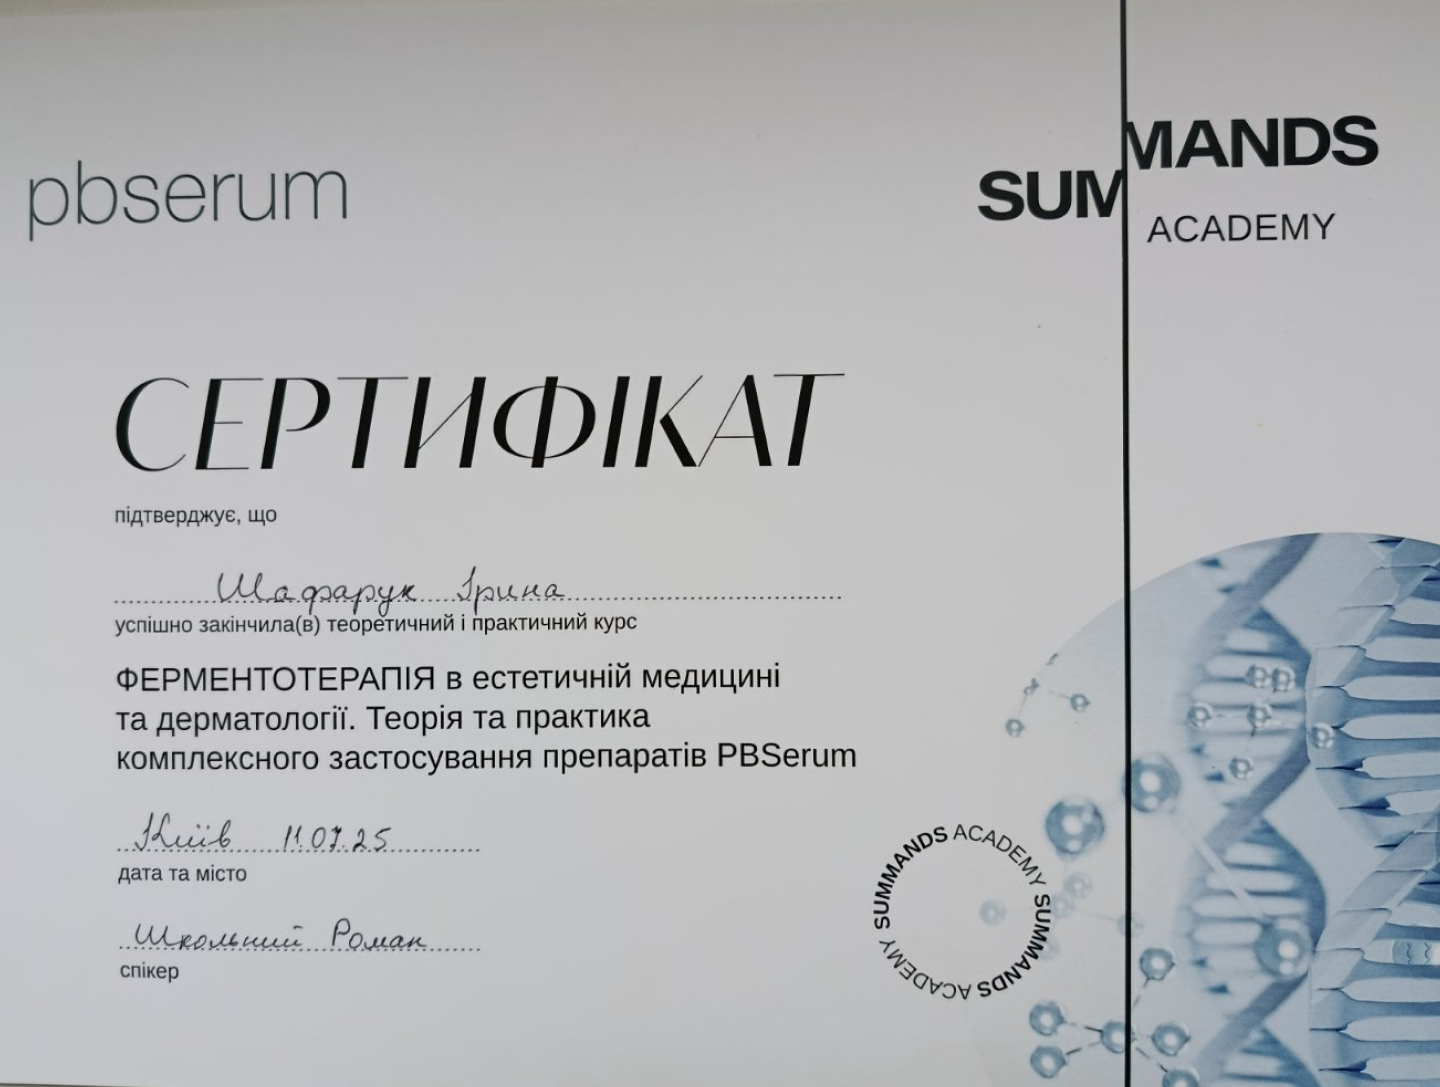 pbserum
SUMMANDS
ACADEMY
СЕРТИФІКАТ
підтверджує, що
Шафарук Ірина
успішно закінчила(в) теоретичний і практичний курс
ФЕРМЕНТОТЕРАПІЯ в естетичній медицині
та дерматології. Теорія та практика
комплексного застосування препаратів PBSerum
Київ 11.07.25
дата та місто
Школьний Роман
спікер
SUMMANDS ACADEMY SUMMANDS ACADEMY